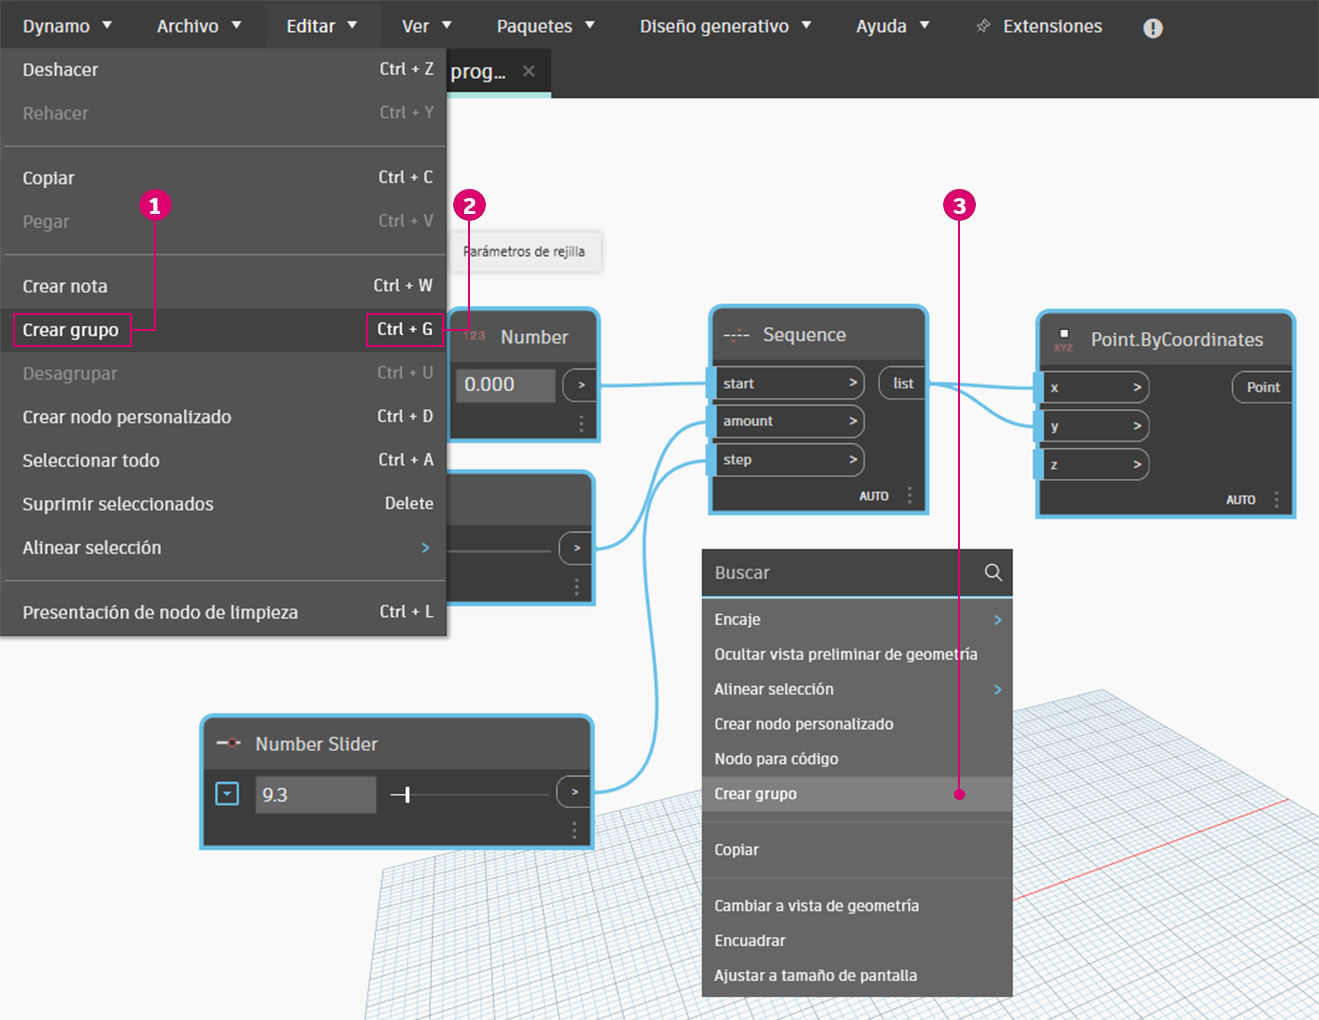 Dynamo Archivo Editar Ver Paquetes Diseño generativo Ayuda Extensiones
prog...
Deshacer Ctrl + Z
Rehacer Ctrl + Y
Copiar Ctrl + C
Pegar Ctrl + V
Crear nota Ctrl + W
Crear grupo Ctrl + G
Desagrupar Ctrl + U
Crear nodo personalizado Ctrl + D
Seleccionar todo Ctrl + A
Suprimir seleccionados Delete
Alinear selección >
Presentación de nodo de limpieza Ctrl + L
1
2
3
Parámetros de rejilla
123 Number
0.000 >
>
Sequence
start > list
amount >
step >
AUTO
XYZ Point.ByCoordinates
x > Point
y >
z >
AUTO
Number Slider
9.3 >
Buscar
Encaje >
Ocultar vista preliminar de geometría
Alinear selección >
Crear nodo personalizado
Nodo para código
Crear grupo
Copiar
Cambiar a vista de geometría
Encuadrar
Ajustar a tamaño de pantalla